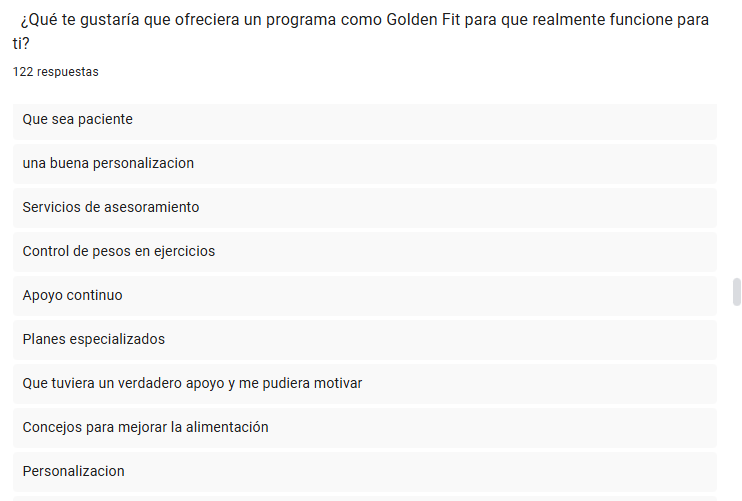 ¿Qué te gustaría que ofreciera un programa como Golden Fit para que realmente funcione para
ti?
122 respuestas
Que sea paciente
una buena personalizacion
Servicios de asesoramiento
Control de pesos en ejercicios
Apoyo continuo
Planes especializados
Que tuviera un verdadero apoyo y me pudiera motivar
Concejos para mejorar la alimentación
Personalizacion